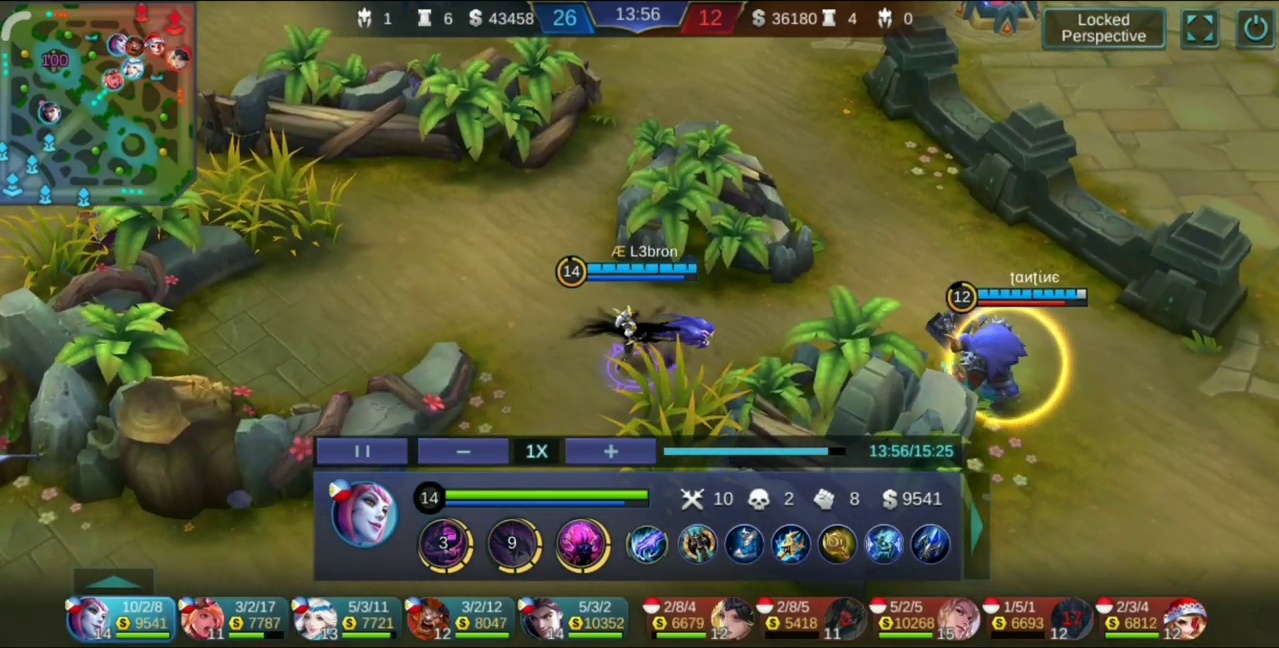 1 6 $ 43458 26 13:56 12 $ 36180 4 0
Locked
Perspective
100
Æ L3bron
14
ʈαиʈiиє
12
II − 1X + 13:56/15:25
14 10 2 8 $ 9541
3 9
10/2/8 3/2/17 5/3/11 3/2/12 5/3/2 2/8/4 2/8/5 5/2/5 1/5/1 2/3/4
$ 9541 $ 7787 $ 7721 $ 8047 $ 10352 $ 6679 $ 5418 $ 10268 $ 6693 $ 6812
14 11 13 12 14 12 11 15 12 12